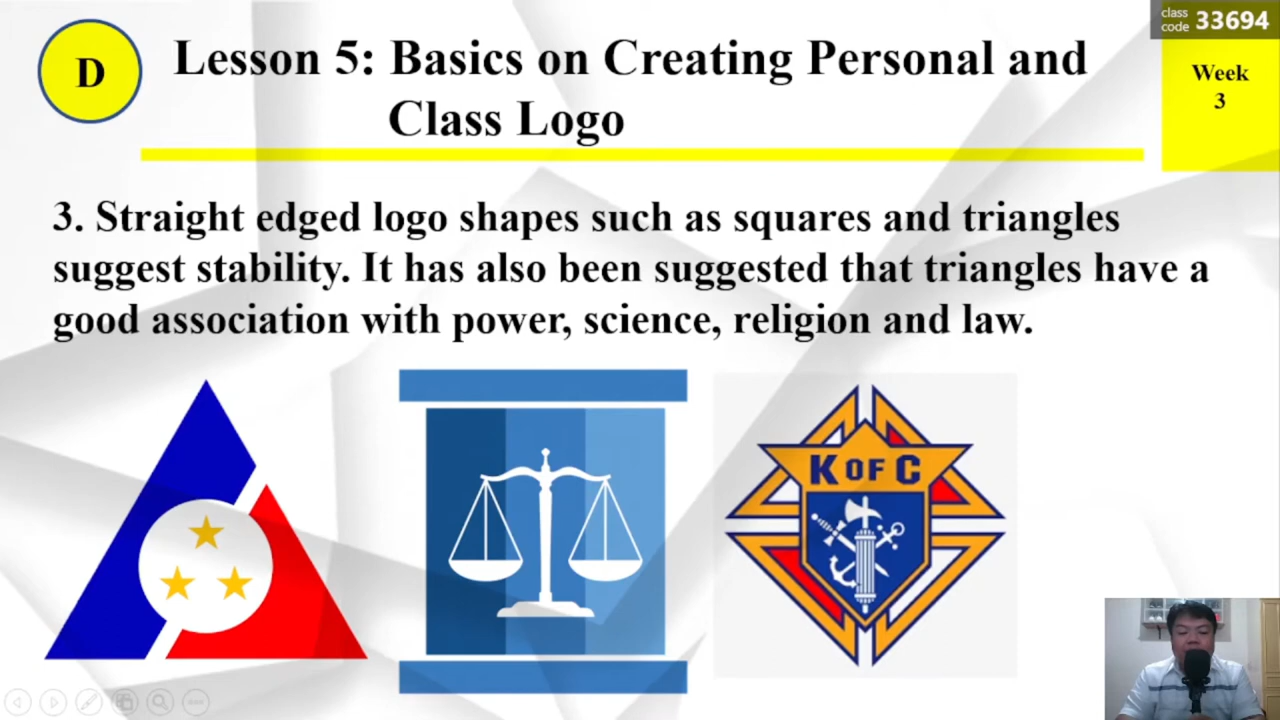 class
code 33694
D
Lesson 5: Basics on Creating Personal and
Class Logo
Week
3
3. Straight edged logo shapes such as squares and triangles
suggest stability. It has also been suggested that triangles have a
good association with power, science, religion and law.
K OF C